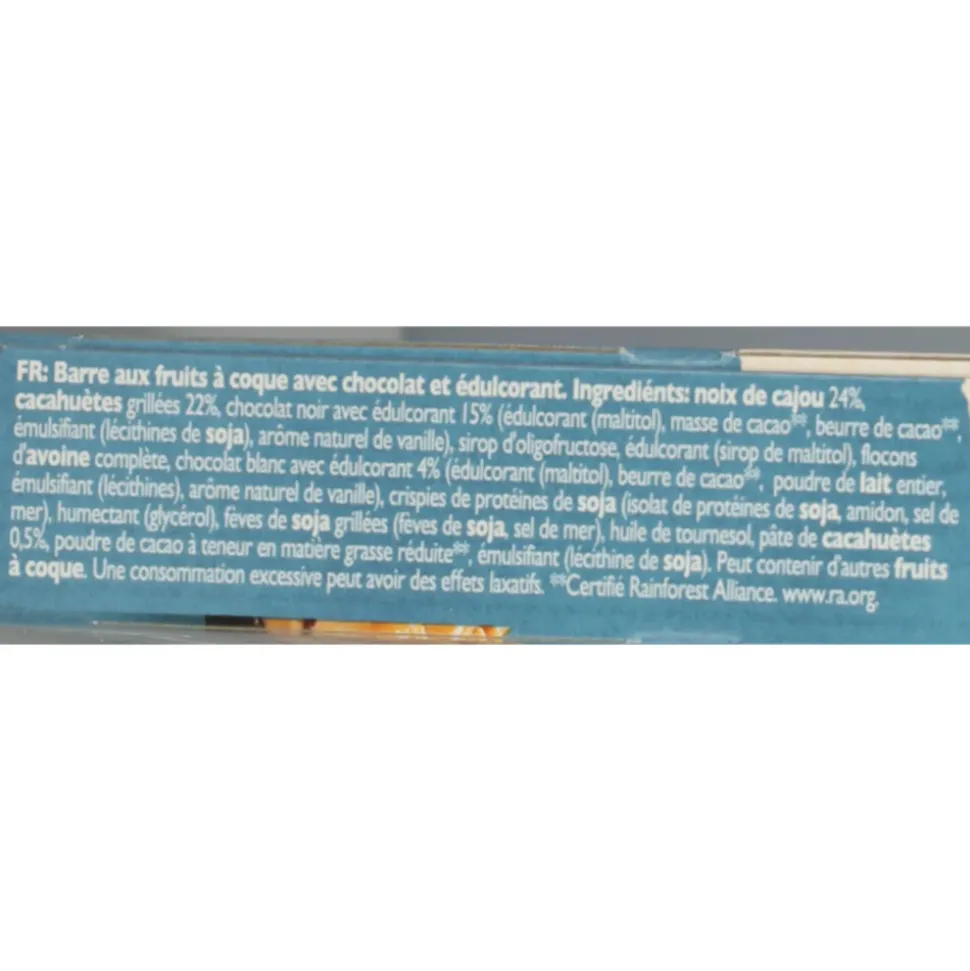 FR: Barre aux fruits à coque avec chocolat et édulcorant. Ingrediénts: noix de cajou 24%,
cacahuètes grillées 22%, chocolat noir avec édulcorant 15% (édulcorant (maltitol), masse de cacao**, beurre de cacao**,
émulsifiant (lécithines de soja), arôme naturel de vanille), sirop d'oligofructose, édulcorant (sirop de maltitol), flocons
d'avoine complète, chocolat blanc avec édulcorant 4% (édulcorant (maltitol), beurre de cacao**, poudre de lait entier,
émulsifiant (lécithines), arôme naturel de vanille), crispies de protéines de soja (isolat de protéines de soja, amidon, sel de
mer), humectant (glycérol), fèves de soja grillées (fèves de soja, sel de mer), huile de tournesol, pâte de cacahuètes
0,5%, poudre de cacao à teneur en matière grasse réduite**, émulsifiant (lécithine de soja). Peut contenir d'autres fruits
à coque. Une consommation excessive peut avoir des effets laxatifs. **Certifié Rainforest Alliance. www.ra.org.